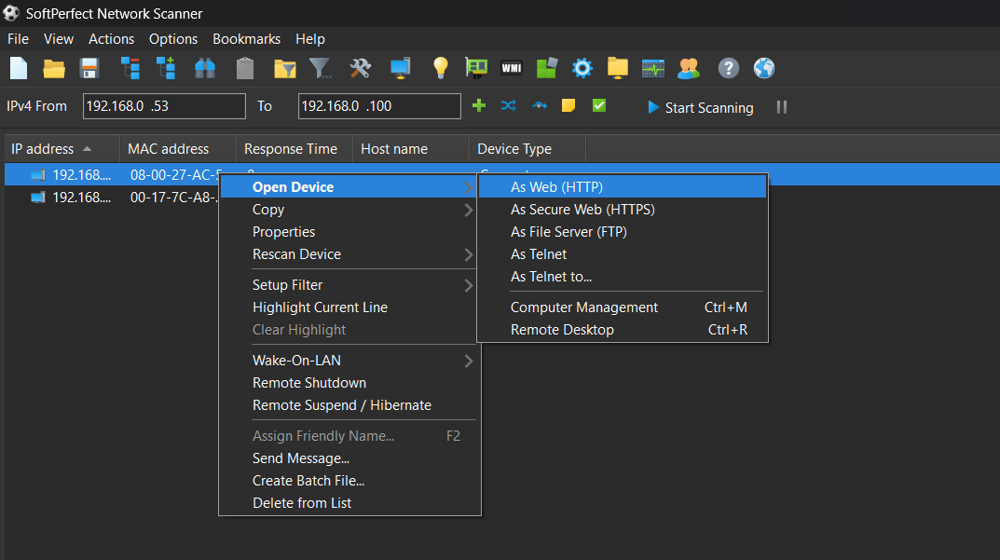 SoftPerfect Network Scanner
File View Actions Options Bookmarks Help
WMI
IPv4 From 192.168.0 .53 To 192.168.0 .100 Start Scanning
IP address MAC address Response Time Host name Device Type
192.168.... 08-00-27-AC-
192.168.... 00-17-7C-A8-...
Open Device
Copy
Properties
Rescan Device
Setup Filter
Highlight Current Line
Clear Highlight
Wake-On-LAN
Remote Shutdown
Remote Suspend / Hibernate
Assign Friendly Name... F2
Send Message...
Create Batch File...
Delete from List
As Web (HTTP)
As Secure Web (HTTPS)
As File Server (FTP)
As Telnet
As Telnet to...
Computer Management Ctrl+M
Remote Desktop Ctrl+R